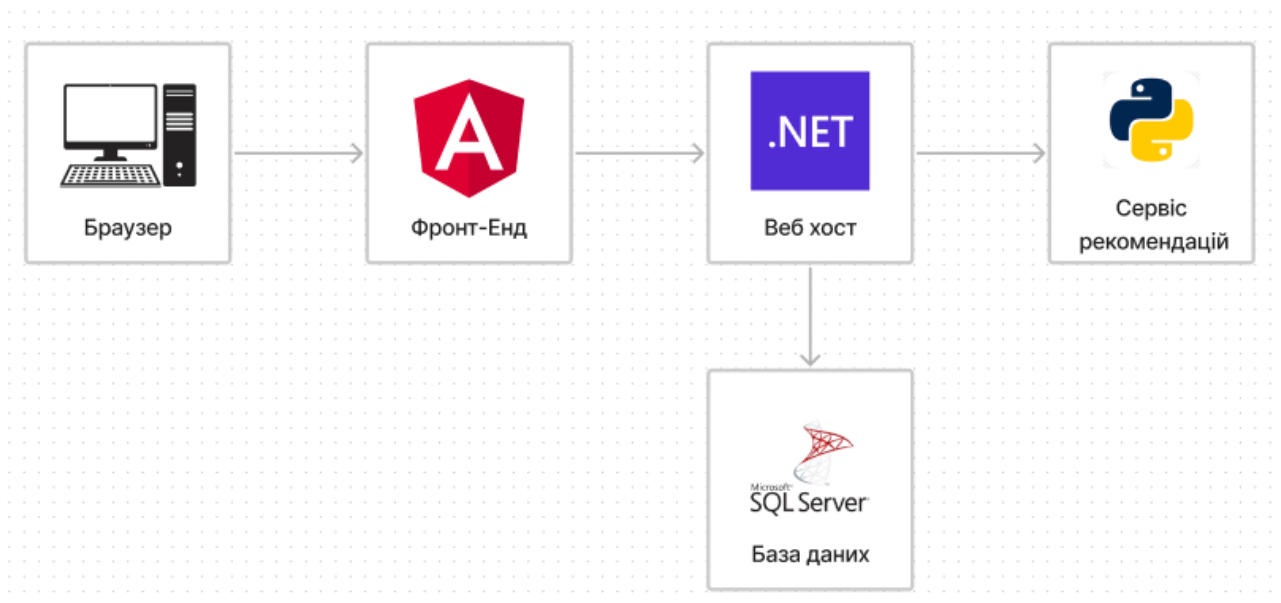 Браузер
A
Фронт-Енд
.NET
Веб хост
Сервіс
рекомендацій
Microsoft
SQL Server
База даних